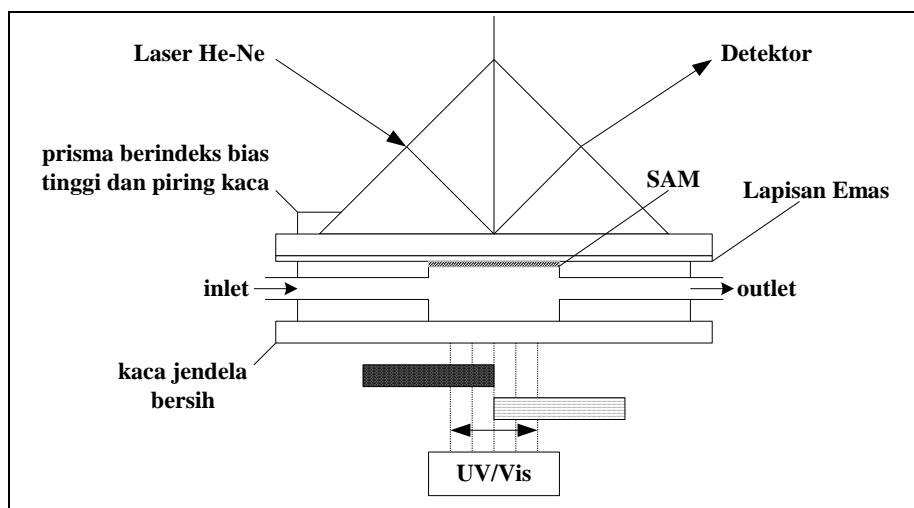 Laser He-Ne
Detektor
prisma berindeks bias
tinggi dan piring kaca
SAM
Lapisan Emas
inlet
outlet
kaca jendela
bersih
UV/Vis